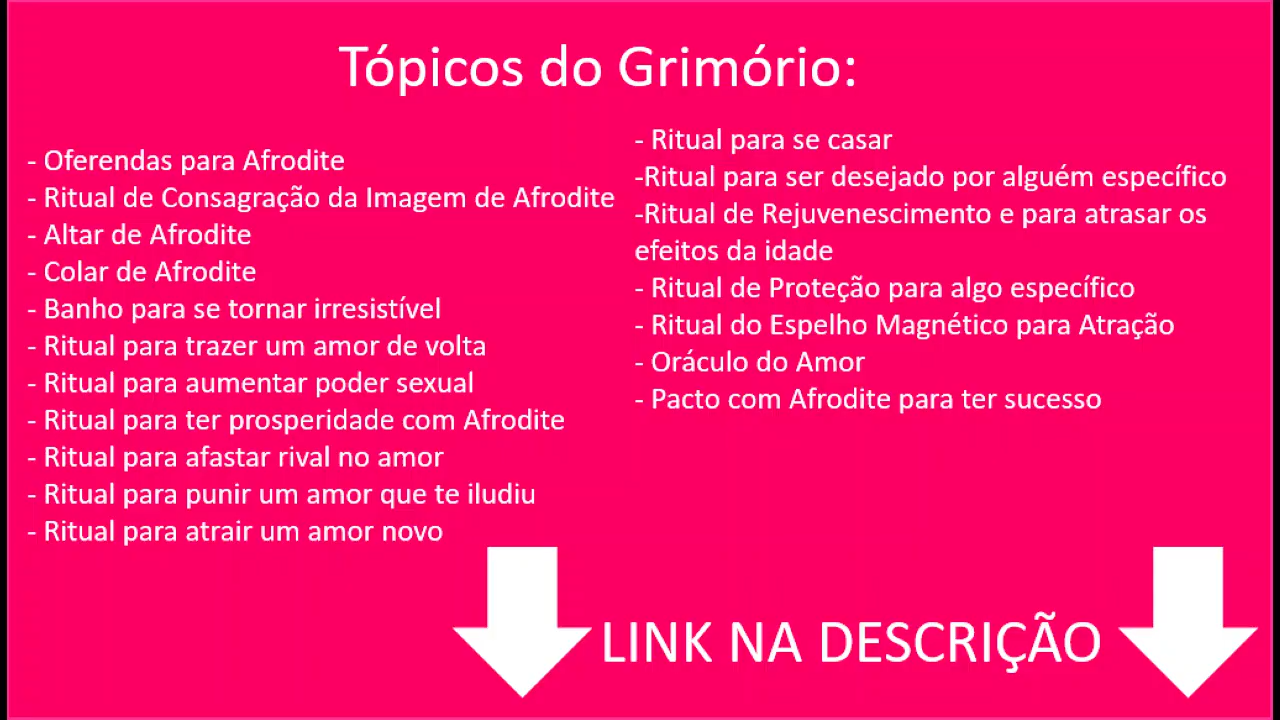 Tópicos do Grimório:
- Oferendas para Afrodite
- Ritual de Consagração da Imagem de Afrodite
- Altar de Afrodite
- Colar de Afrodite
- Banho para se tornar irresistível
- Ritual para trazer um amor de volta
- Ritual para aumentar poder sexual
- Ritual para ter prosperidade com Afrodite
- Ritual para afastar rival no amor
- Ritual para punir um amor que te iludiu
- Ritual para atrair um amor novo
- Ritual para se casar
-Ritual para ser desejado por alguém específico
-Ritual de Rejuvenescimento e para atrasar os
efeitos da idade
- Ritual de Proteção para algo específico
- Ritual do Espelho Magnético para Atração
- Oráculo do Amor
- Pacto com Afrodite para ter sucesso
LINK NA DESCRIÇÃO